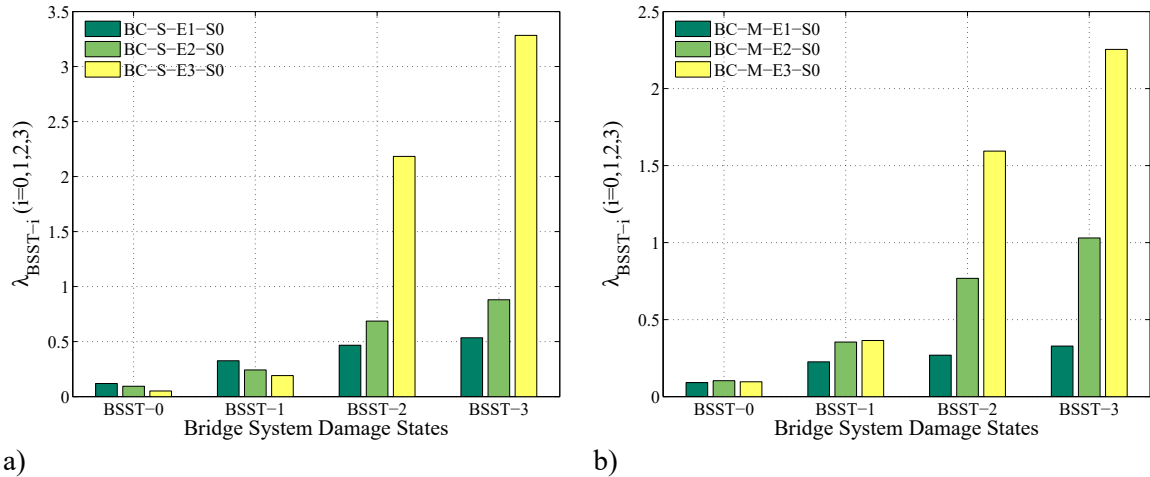 3.5
3
2.5
2
1.5
1
0.5
0
λBSST−i (i=0,1,2,3)
BC−S−E1−S0
BC−S−E2−S0
BC−S−E3−S0
BSST−0 BSST−1 BSST−2 BSST−3
Bridge System Damage States
a)
2.5
2
1.5
1
0.5
0
λBSST−i (i=0,1,2,3)
BC−M−E1−S0
BC−M−E2−S0
BC−M−E3−S0
BSST−0 BSST−1 BSST−2 BSST−3
Bridge System Damage States
b)